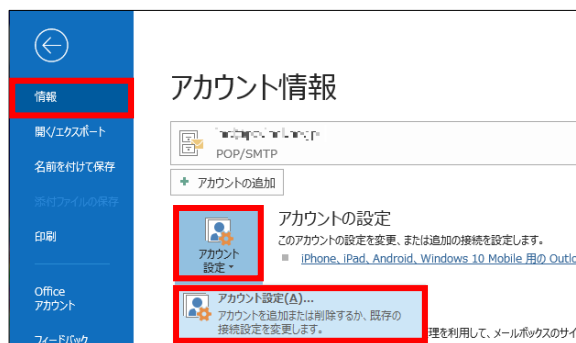 情報
開く/エクスポート
名前を付けて保存
添付ファイルの保存
印刷
Office
アカウント
フィードバック
アカウント情報
POP/SMTP
+ アカウントの追加
アカウント
設定
アカウントの設定
このアカウントの設定を変更、または追加の接続を設定します。
iPhone、iPad、Android、Windows 10 Mobile 用の Outlo
アカウント設定(A)...
アカウントを追加または削除するか、既存の
接続設定を変更します。
理を利用して、メールボックスのサイ